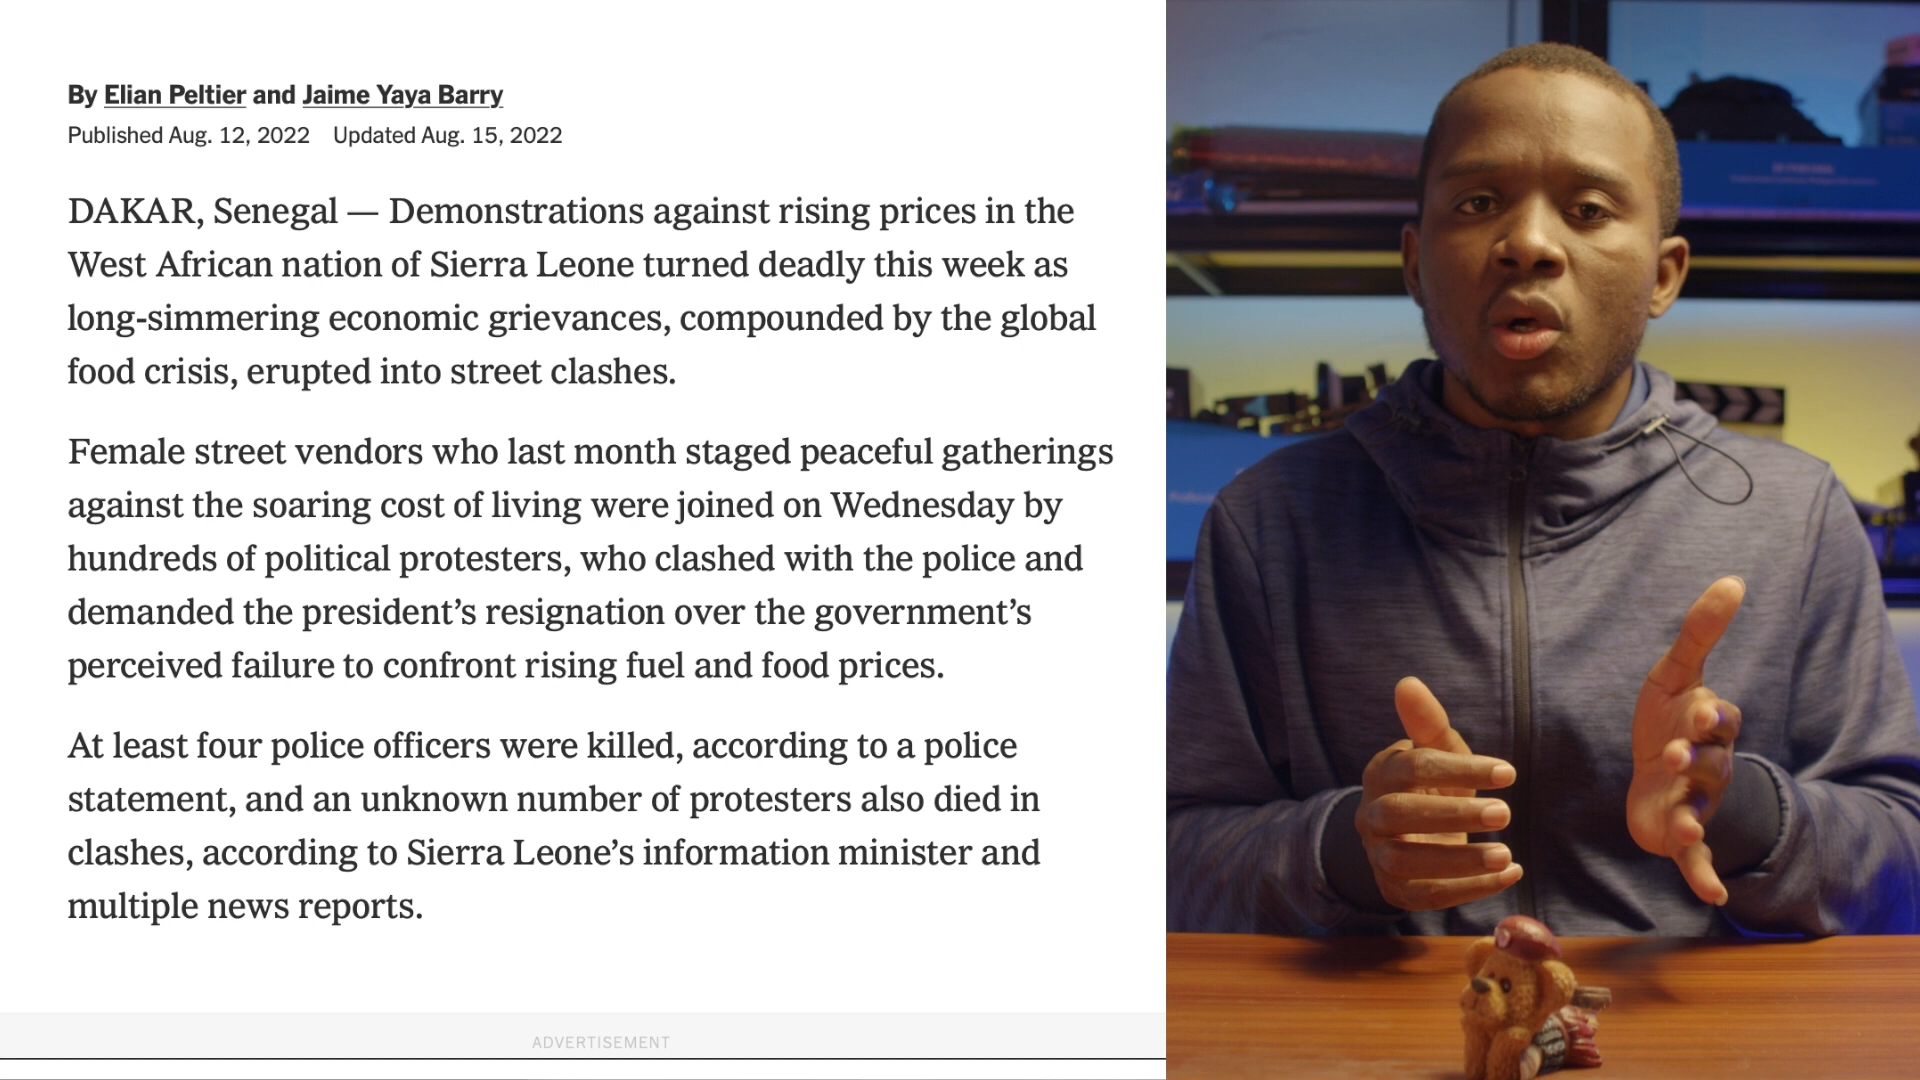 By Elian Peltier and Jaime Yaya Barry
Published Aug. 12, 2022 Updated Aug. 15, 2022
DAKAR, Senegal — Demonstrations against rising prices in the
West African nation of Sierra Leone turned deadly this week as
long-simmering economic grievances, compounded by the global
food crisis, erupted into street clashes.
Female street vendors who last month staged peaceful gatherings
against the soaring cost of living were joined on Wednesday by
hundreds of political protesters, who clashed with the police and
demanded the president’s resignation over the government’s
perceived failure to confront rising fuel and food prices.
At least four police officers were killed, according to a police
statement, and an unknown number of protesters also died in
clashes, according to Sierra Leone’s information minister and
multiple news reports.
ADVERTISEMENT